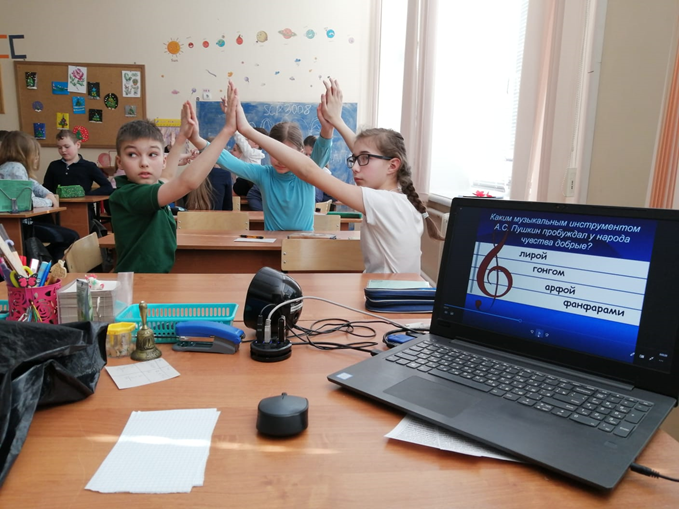 Каким музыкальным инструментом
А.С. Пушкин пробуждал у народа
чувства добрые?
лирой
гонгом
арфой
фанфарами